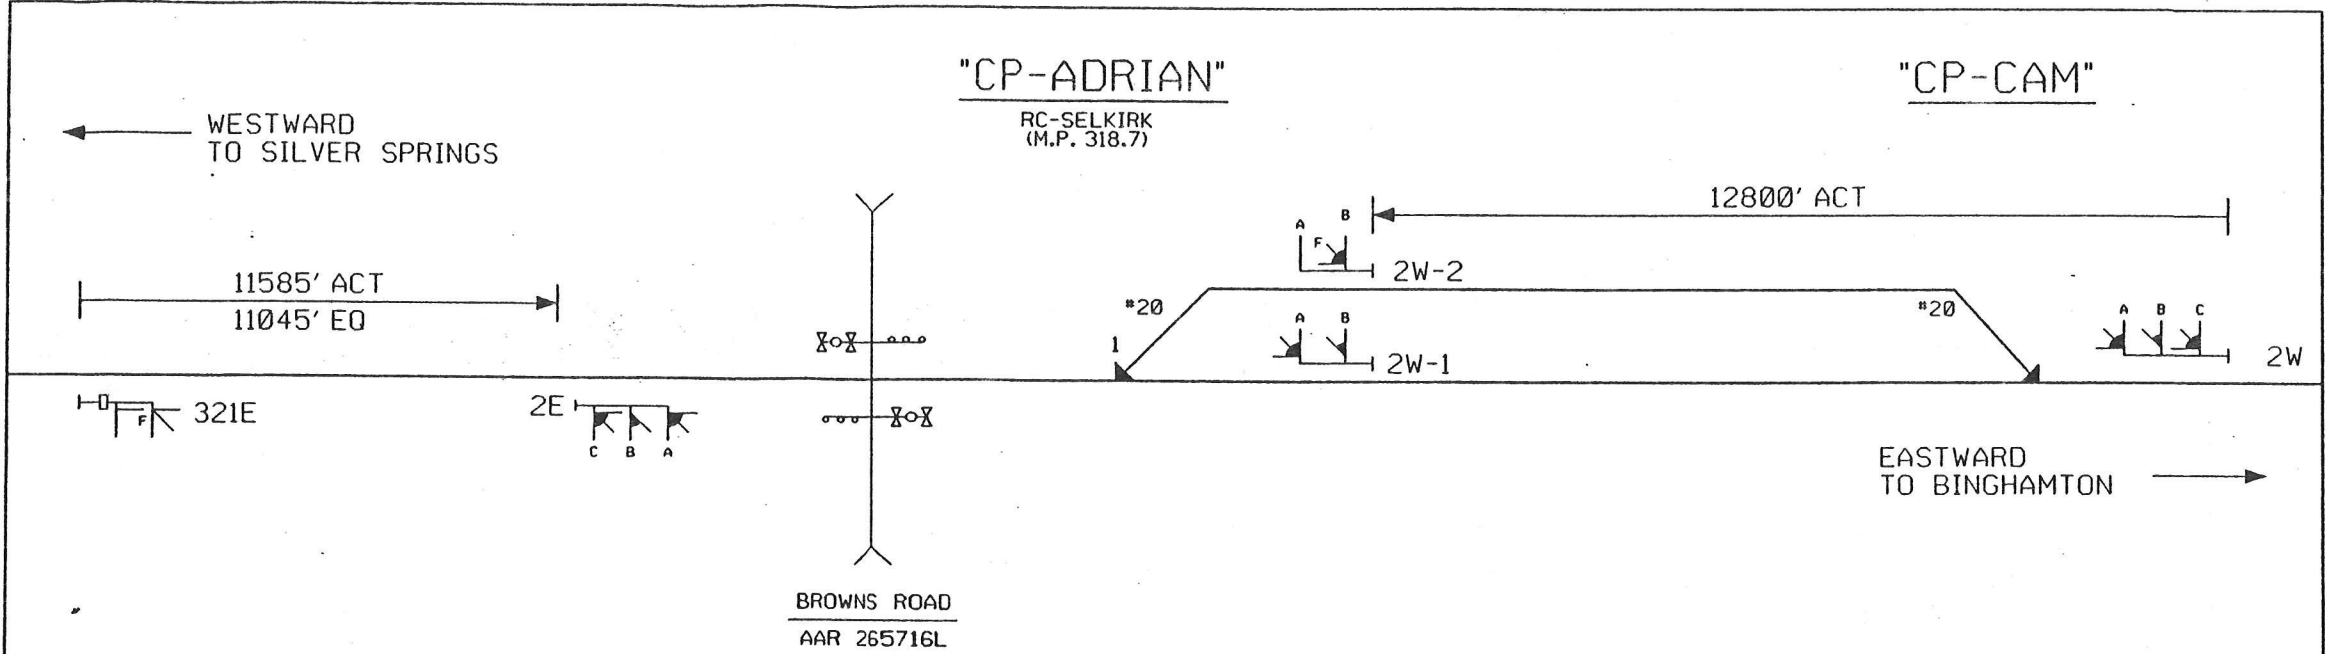 "CP-ADRIAN"
RC-SELKIRK
(M.P. 318.7)
"CP-CAM"
WESTWARD
TO SILVER SPRINGS
12800' ACT
11585' ACT
11045' EQ
A B
F
2W-2
#20
#20
1
A B
2W-1
A B C
2W
F
321E
2E
C B A
EASTWARD
TO BINGHAMTON
BROWNS ROAD
AAR 265716L